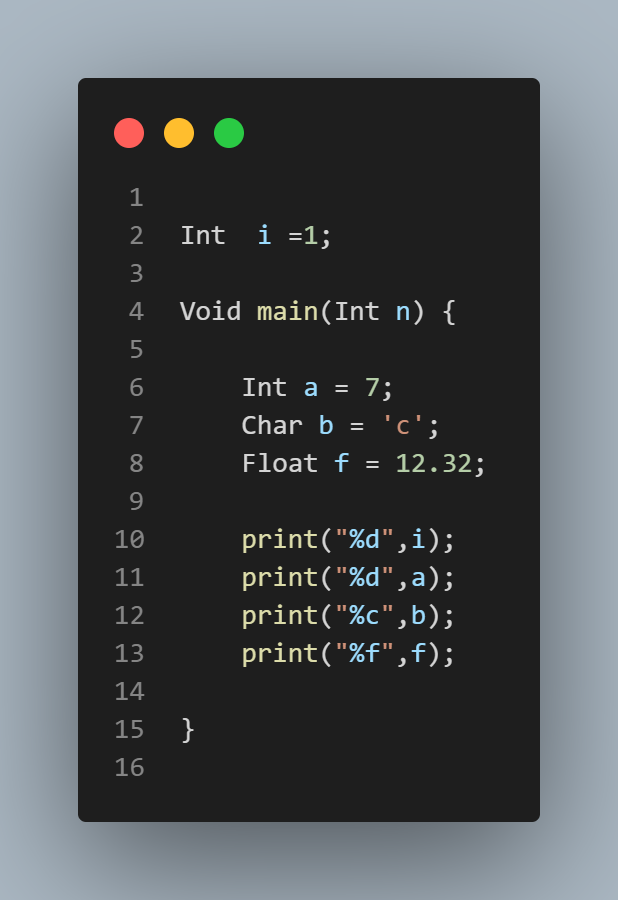 1
2 Int  i =1;
3
4 Void main(Int n) {
5
6     Int a = 7;
7     Char b = 'c';
8     Float f = 12.32;
9
10     print("%d",i);
11     print("%d",a);
12     print("%c",b);
13     print("%f",f);
14
15 }
16